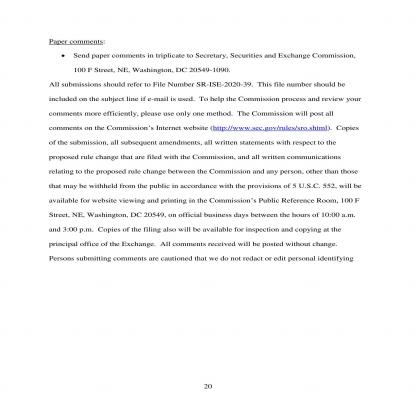 Paper comments:
• Send paper comments in triplicate to Secretary, Securities and Exchange Commission,
100 F Street, NE, Washington, DC 20549-1090.
All submissions should refer to File Number SR-ISE-2020-39. This file number should be
included on the subject line if e-mail is used. To help the Commission process and review your
comments more efficiently, please use only one method. The Commission will post all
comments on the Commission's Internet website (http://www.sec.gov/rules/sro.shtml). Copies
of the submission, all subsequent amendments, all written statements with respect to the
proposed rule change that are filed with the Commission, and all written communications
relating to the proposed rule change between the Commission and any person, other than those
that may be withheld from the public in accordance with the provisions of 5 U.S.C. 552, will be
available for website viewing and printing in the Commission's Public Reference Room, 100 F
Street, NE, Washington, DC 20549, on official business days between the hours of 10:00 a.m.
and 3:00 p.m. Copies of the filing also will be available for inspection and copying at the
principal office of the Exchange. All comments received will be posted without change.
Persons submitting comments are cautioned that we do not redact or edit personal identifying
20